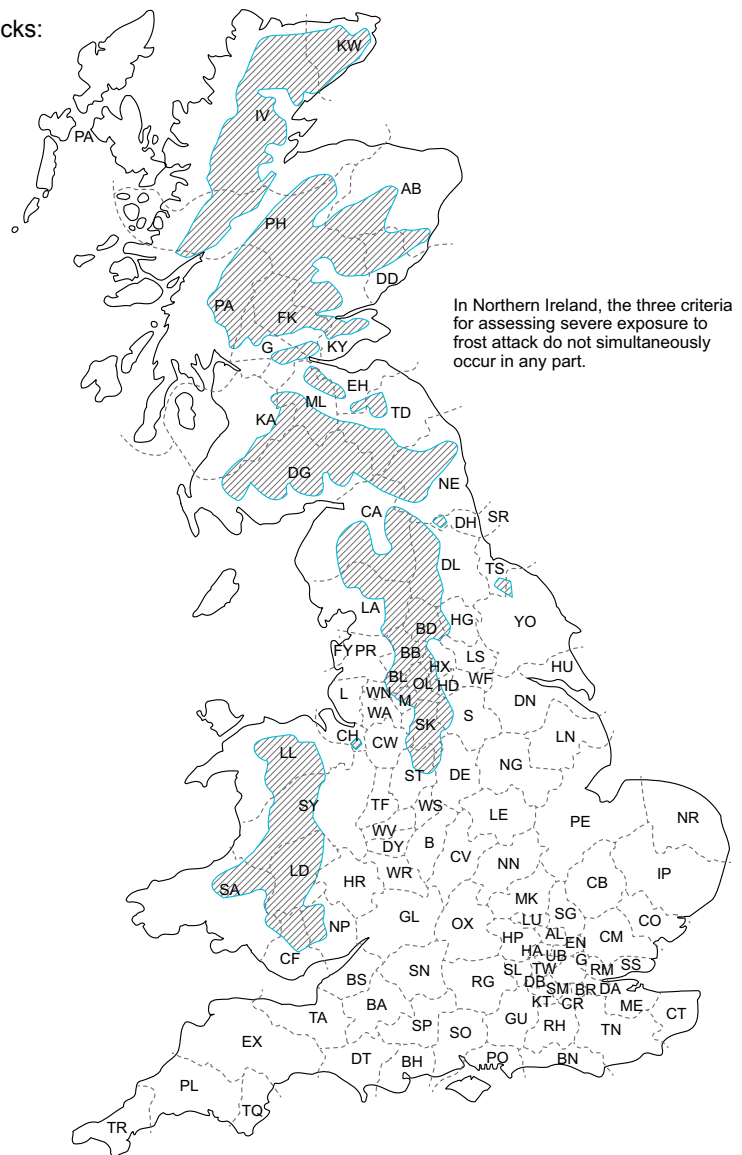 cks:
KW
IV
PA
AB
PH
DD
PA
FK
In Northern Ireland, the three criteria
for assessing severe exposure to
frost attack do not simultaneously
occur in any part.
G
KY
EH
ML
TD
KA
DG
NE
CA
DH
SR
DL
TS
LA
HG
YO
BD
FY
PR
BB
LS
HX
HU
BL
OL
HD
WF
L
WN
M
DN
WA
SK
S
CH
CW
LN
LL
ST
DE
NG
SY
TF
WS
LE
PE
NR
WV
DY
B
CV
NN
LD
WR
IP
SA
HR
CB
MK
NP
GL
OX
LU
SG
CO
HP
AL
EN
CM
CF
HA
UB
G
SS
BS
SN
SL
TW
RM
RG
DB
SM
BR
DA
BA
KT
CR
ME
CT
TA
SP
SO
GU
RH
TN
EX
DT
BH
PO
BN
PL
TQ
TR